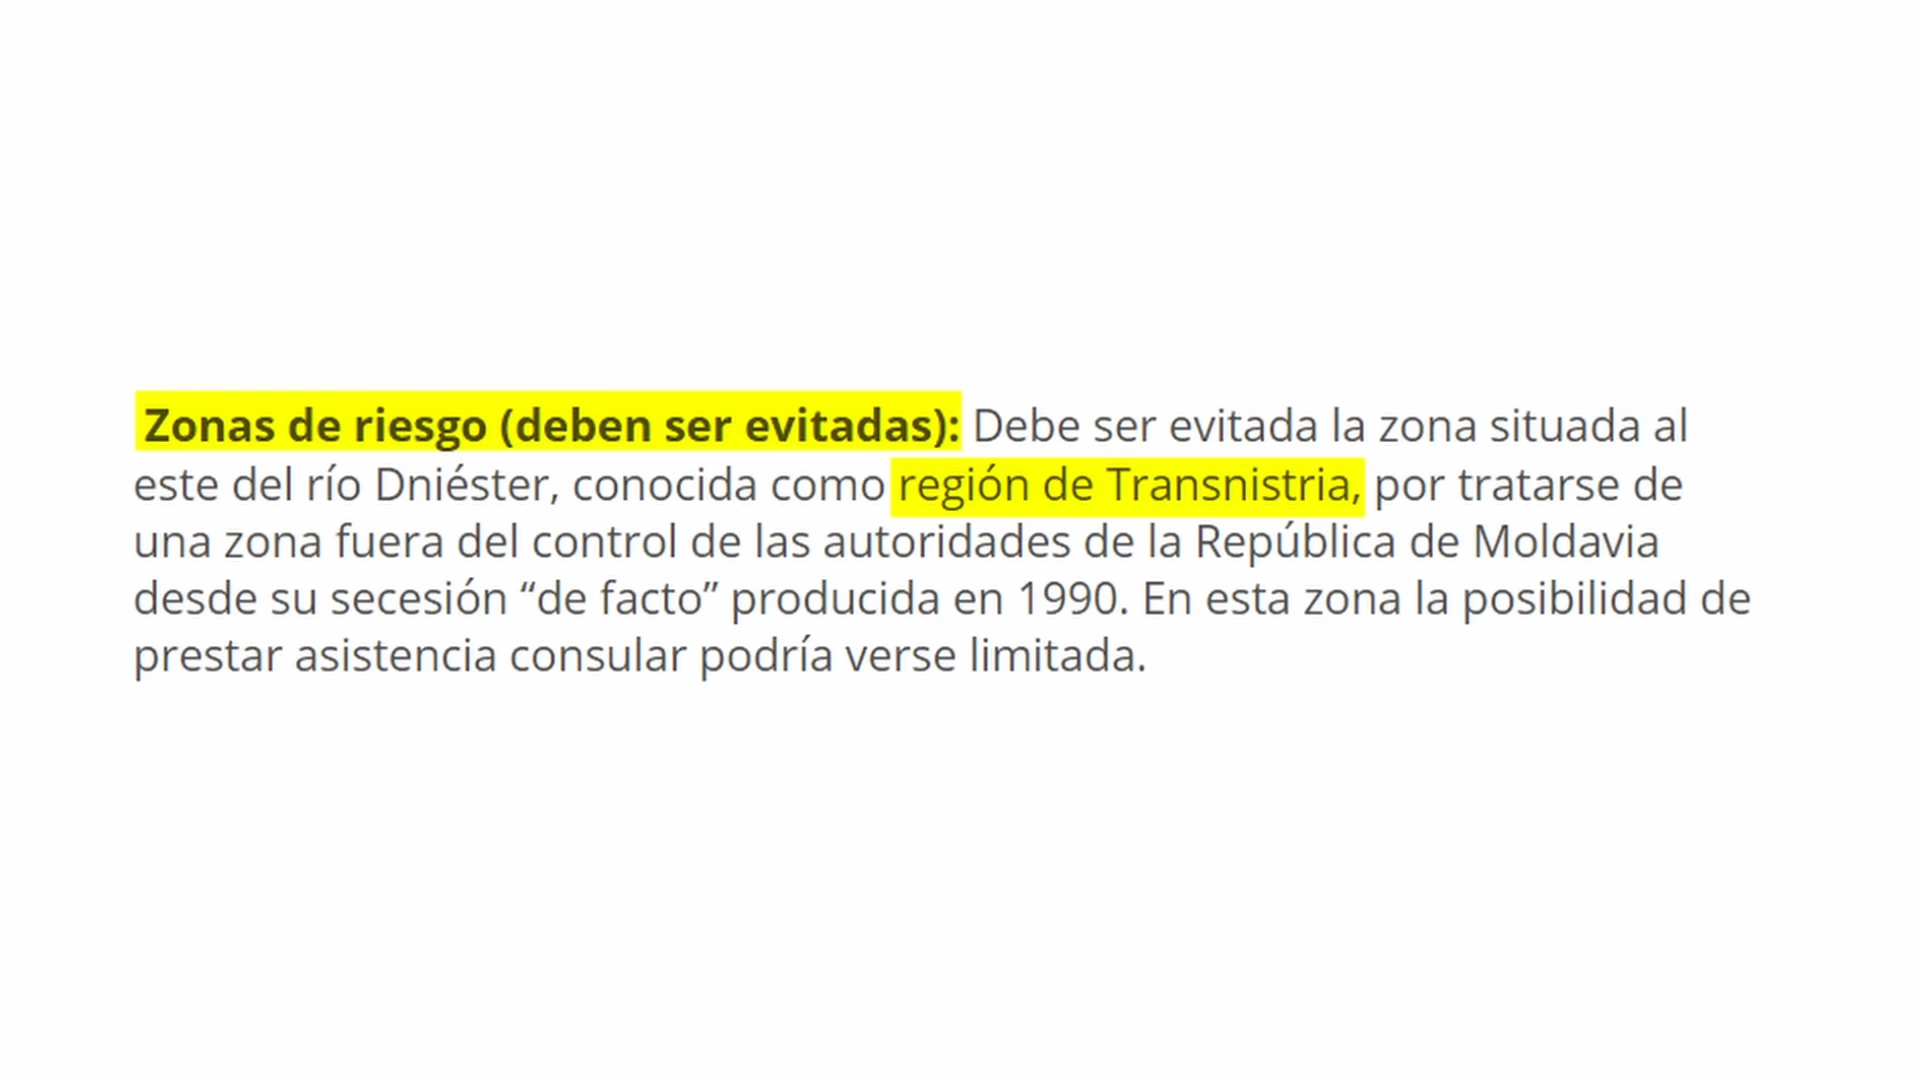 Zonas de riesgo (deben ser evitadas): Debe ser evitada la zona situada al
este del río Dniéster, conocida como región de Transnistria, por tratarse de
una zona fuera del control de las autoridades de la República de Moldavia
desde su secesión “de facto” producida en 1990. En esta zona la posibilidad de
prestar asistencia consular podría verse limitada.